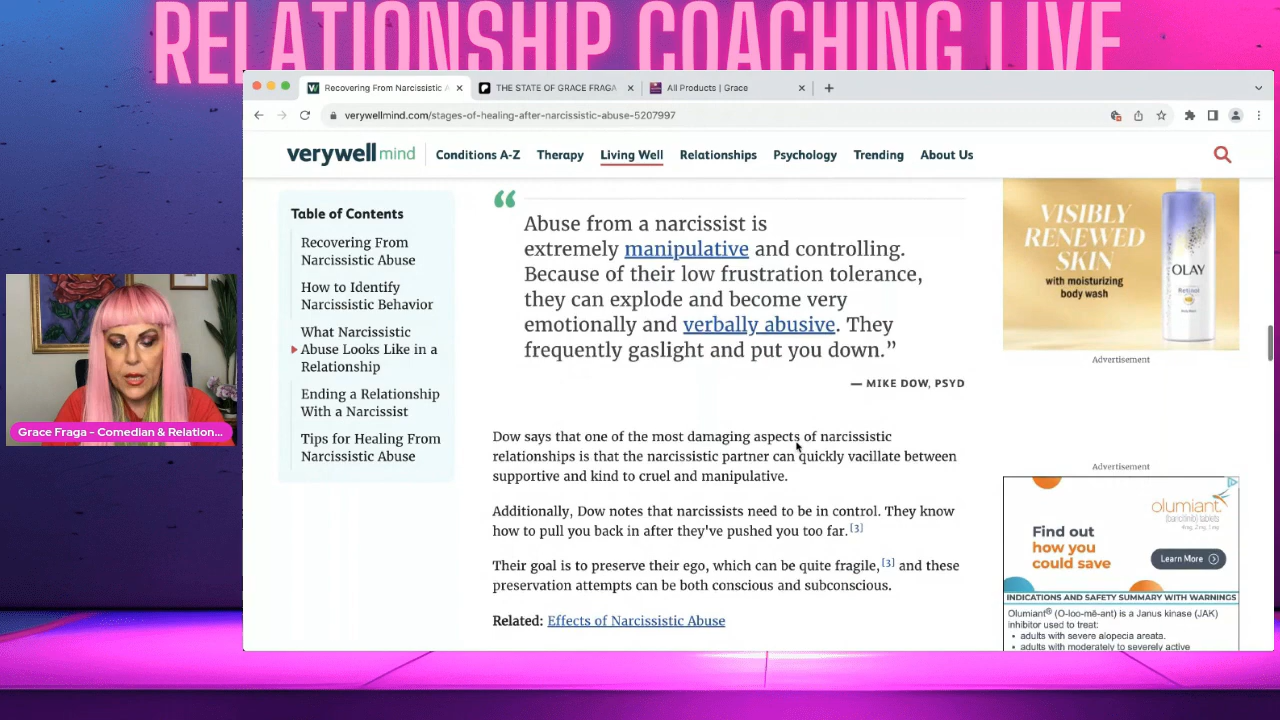 RELATIONSHIP COACHING LIVE
Recovering From Narcissistic A
THE STATE OF GRACE FRAGA
All Products | Grace
verywellmind.com/stages-of-healing-after-narcissistic-abuse-5207997
verywell mind
Conditions A-Z
Therapy
Living Well
Relationships
Psychology
Trending
About Us
Table of Contents
Recovering From
Narcissistic Abuse
How to Identify
Narcissistic Behavior
What Narcissistic
Abuse Looks Like in a
Relationship
Ending a Relationship
With a Narcissist
Tips for Healing From
Narcissistic Abuse
“
Abuse from a narcissist is
extremely manipulative and controlling.
Because of their low frustration tolerance,
they can explode and become very
emotionally and verbally abusive. They
frequently gaslight and put you down.”
— MIKE DOW, PSYD
Dow says that one of the most damaging aspects of narcissistic
relationships is that the narcissistic partner can quickly vacillate between
supportive and kind to cruel and manipulative.
Additionally, Dow notes that narcissists need to be in control. They know
how to pull you back in after they've pushed you too far.[3]
Their goal is to preserve their ego, which can be quite fragile,[3] and these
preservation attempts can be both conscious and subconscious.
Related: Effects of Narcissistic Abuse
VISIBLY
RENEWED
SKIN
with moisturizing
body wash
OLAY
Advertisement
Advertisement
olumiant
(baricitinib) tablets
Find out
how you
could save
Learn More
INDICATIONS AND SAFETY SUMMARY WITH WARNINGS
Olumiant® (O-loo-mē-ant) is a Janus kinase (JAK)
inhibitor used to treat:
• adults with severe alopecia areata.
• adults with moderately to severely active
Grace Fraga – Comedian & Relation...